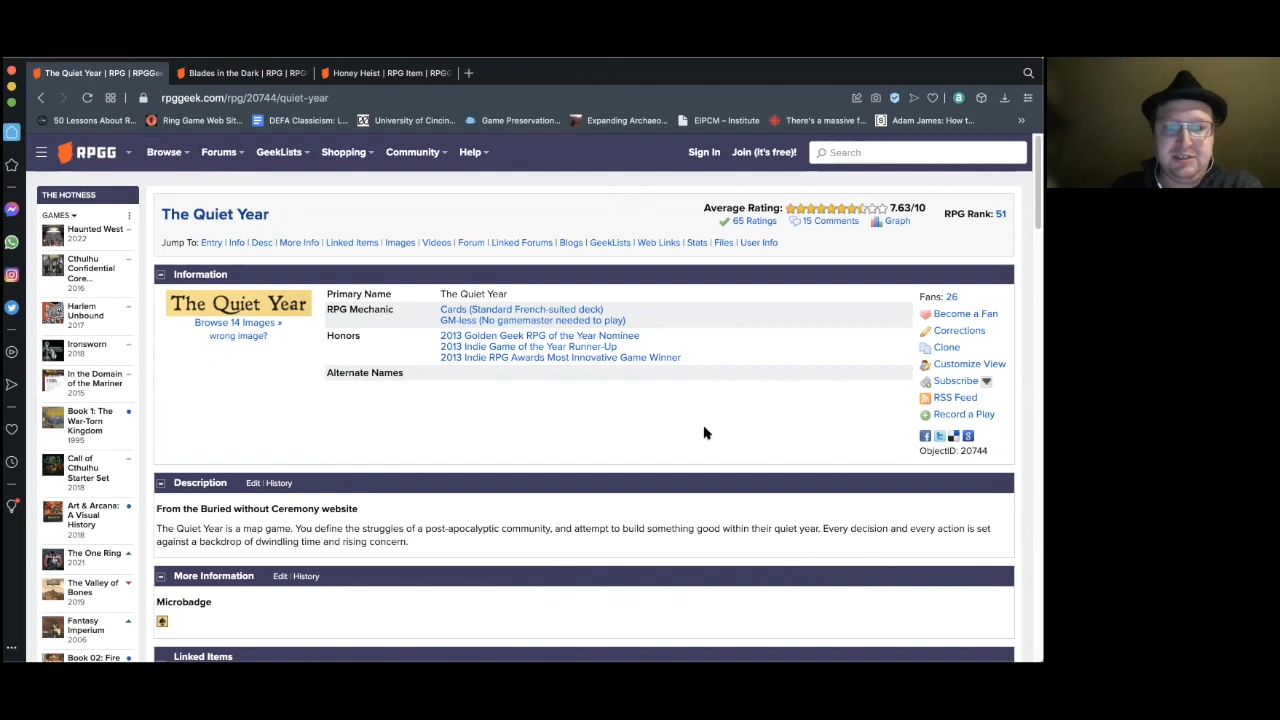 The Quiet Year | RPG | RPGGe
Blades in the Dark | RPG | RPG
Honey Heist | RPG Item | RPGG
rpggeek.com/rpg/20744/quiet-year
50 Lessons About R...
Ring Game Web Sit...
DEFA Classicism: L...
University of Cincin...
Game Preservation...
Expanding Archaeo...
EIPCM – Institute
There's a massive f...
Adam James: How t...
RPGG
Browse
Forums
GeekLists
Shopping
Community
Help
Sign In
Join (it's free!)
Search
THE HOTNESS
GAMES
Haunted West
2022
Cthulhu
Confidential
Core...
2016
Harlem
Unbound
2017
Ironsworn
2018
In the Domain
of the Mariner
2015
Book 1: The
War-Torn
Kingdom
1995
Call of
Cthulhu
Starter Set
2018
Art & Arcana:
A Visual
History
2018
The One Ring
2021
The Valley of
Bones
2019
Fantasy
Imperium
2006
Book 02: Fire
The Quiet Year
Average Rating: 7.63/10
65 Ratings 15 Comments Graph
RPG Rank: 51
Jump To: Entry | Info | Desc | More Info | Linked Items | Images | Videos | Forum | Linked Forums | Blogs | GeekLists | Web Links | Stats | Files | User Info
Information
The Quiet Year
Browse 14 Images »
wrong image?
Primary Name The Quiet Year
RPG Mechanic Cards (Standard French-suited deck)
GM-less (No gamemaster needed to play)
Honors 2013 Golden Geek RPG of the Year Nominee
2013 Indie Game of the Year Runner-Up
2013 Indie RPG Awards Most Innovative Game Winner
Alternate Names
Fans: 26
Become a Fan
Corrections
Clone
Customize View
Subscribe
RSS Feed
Record a Play
ObjectID: 20744
Description Edit | History
From the Buried without Ceremony website
The Quiet Year is a map game. You define the struggles of a post-apocalyptic community, and attempt to build something good within their quiet year. Every decision and every action is set
against a backdrop of dwindling time and rising concern.
More Information Edit | History
Microbadge
Linked Items